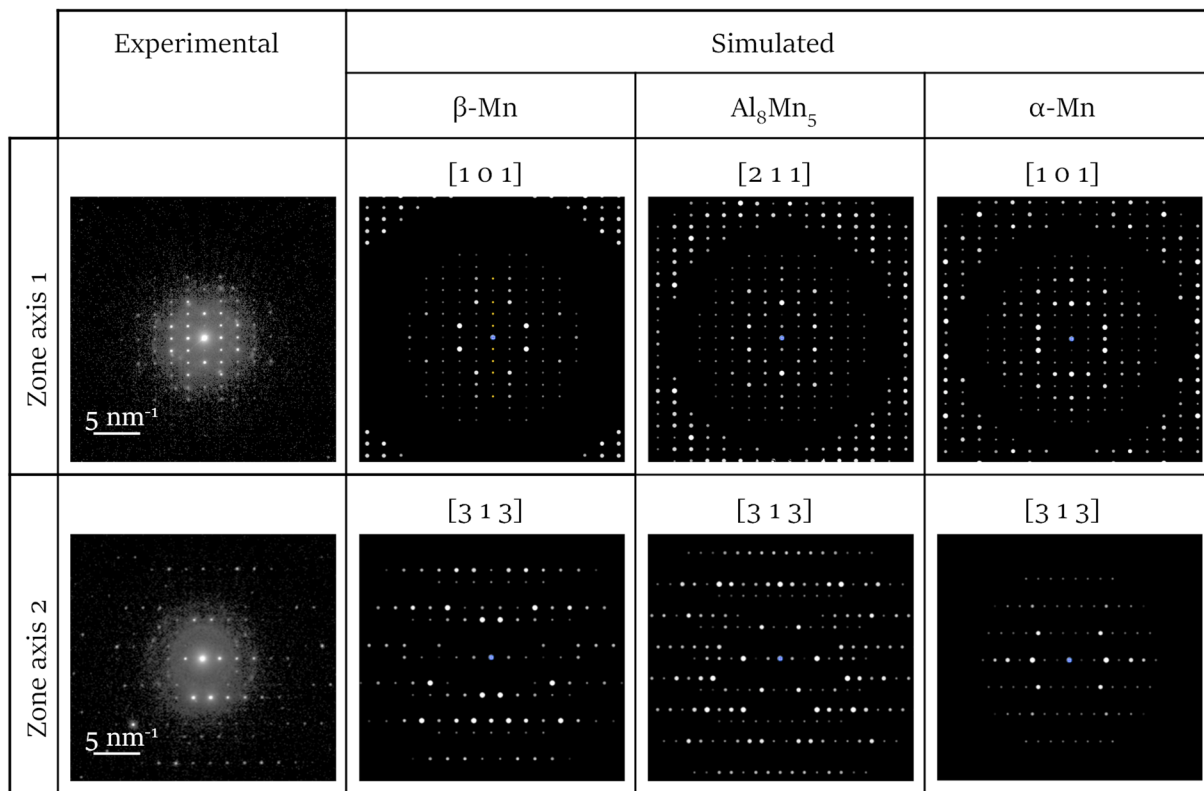 Experimental
Simulated
β-Mn
Al₈Mn₅
α-Mn
Zone axis 1
[1 0 1]
[2 1 1]
[1 0 1]
5 nm⁻¹
Zone axis 2
[3 1 3]
[3 1 3]
[3 1 3]
5 nm⁻¹